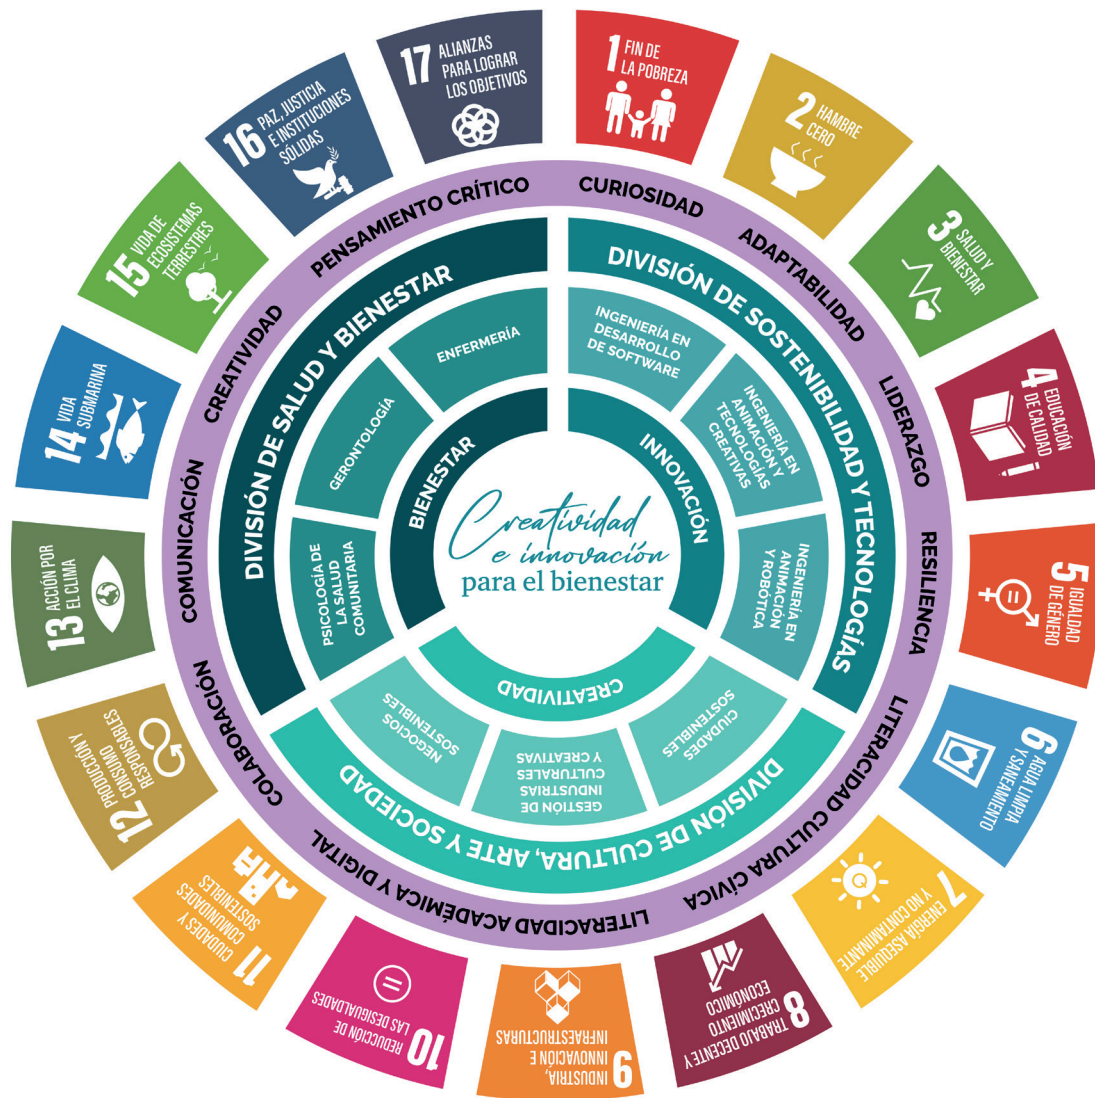 1 FIN DE
LA POBREZA
2 HAMBRE
CERO
3 SALUD Y
BIENESTAR
4 EDUCACIÓN
DE CALIDAD
5 IGUALDAD
DE GÉNERO
6 AGUA LIMPIA
Y SANEAMIENTO
7 ENERGÍA ASEQUIBLE
Y NO CONTAMINANTE
8 TRABAJO DECENTE Y
CRECIMIENTO
ECONÓMICO
9 INDUSTRIA,
INNOVACIÓN E
INFRAESTRUCTURAS
10 REDUCCIÓN DE
LAS DESIGUALDADES
11 CIUDADES Y
COMUNIDADES
SOSTENIBLES
12 PRODUCCIÓN Y
CONSUMO
RESPONSABLES
13 ACCIÓN POR
EL CLIMA
14 VIDA
SUBMARINA
15 VIDA DE
ECOSISTEMAS
TERRESTRES
16 PAZ, JUSTICIA
E INSTITUCIONES
SÓLIDAS
17 ALIANZAS
PARA LOGRAR
LOS OBJETIVOS
CURIOSIDAD
ADAPTABILIDAD
LIDERAZGO
RESILIENCIA
LITERACIDAD CULTURA CÍVICA
LITERACIDAD ACADÉMICA Y DIGITAL
COLABORACIÓN
COMUNICACIÓN
CREATIVIDAD
PENSAMIENTO CRÍTICO
DIVISIÓN DE SOSTENIBILIDAD Y TECNOLOGÍAS
INGENIERÍA EN
DESARROLLO
DE SOFTWARE
INGENIERÍA EN
ANIMACIÓN Y
TECNOLOGÍAS
CREATIVAS
INGENIERÍA EN
ANIMACIÓN
Y ROBÓTICA
INNOVACIÓN
DIVISIÓN DE CULTURA, ARTE Y SOCIEDAD
CIUDADES
SOSTENIBLES
GESTIÓN DE
INDUSTRIAS
CULTURALES
Y CREATIVAS
NEGOCIOS
SOSTENIBLES
CREATIVIDAD
DIVISIÓN DE SALUD Y BIENESTAR
PSICOLOGÍA DE
LA SALUD
COMUNITARIA
GERONTOLOGÍA
ENFERMERÍA
BIENESTAR
Creatividad
e innovación
para el bienestar